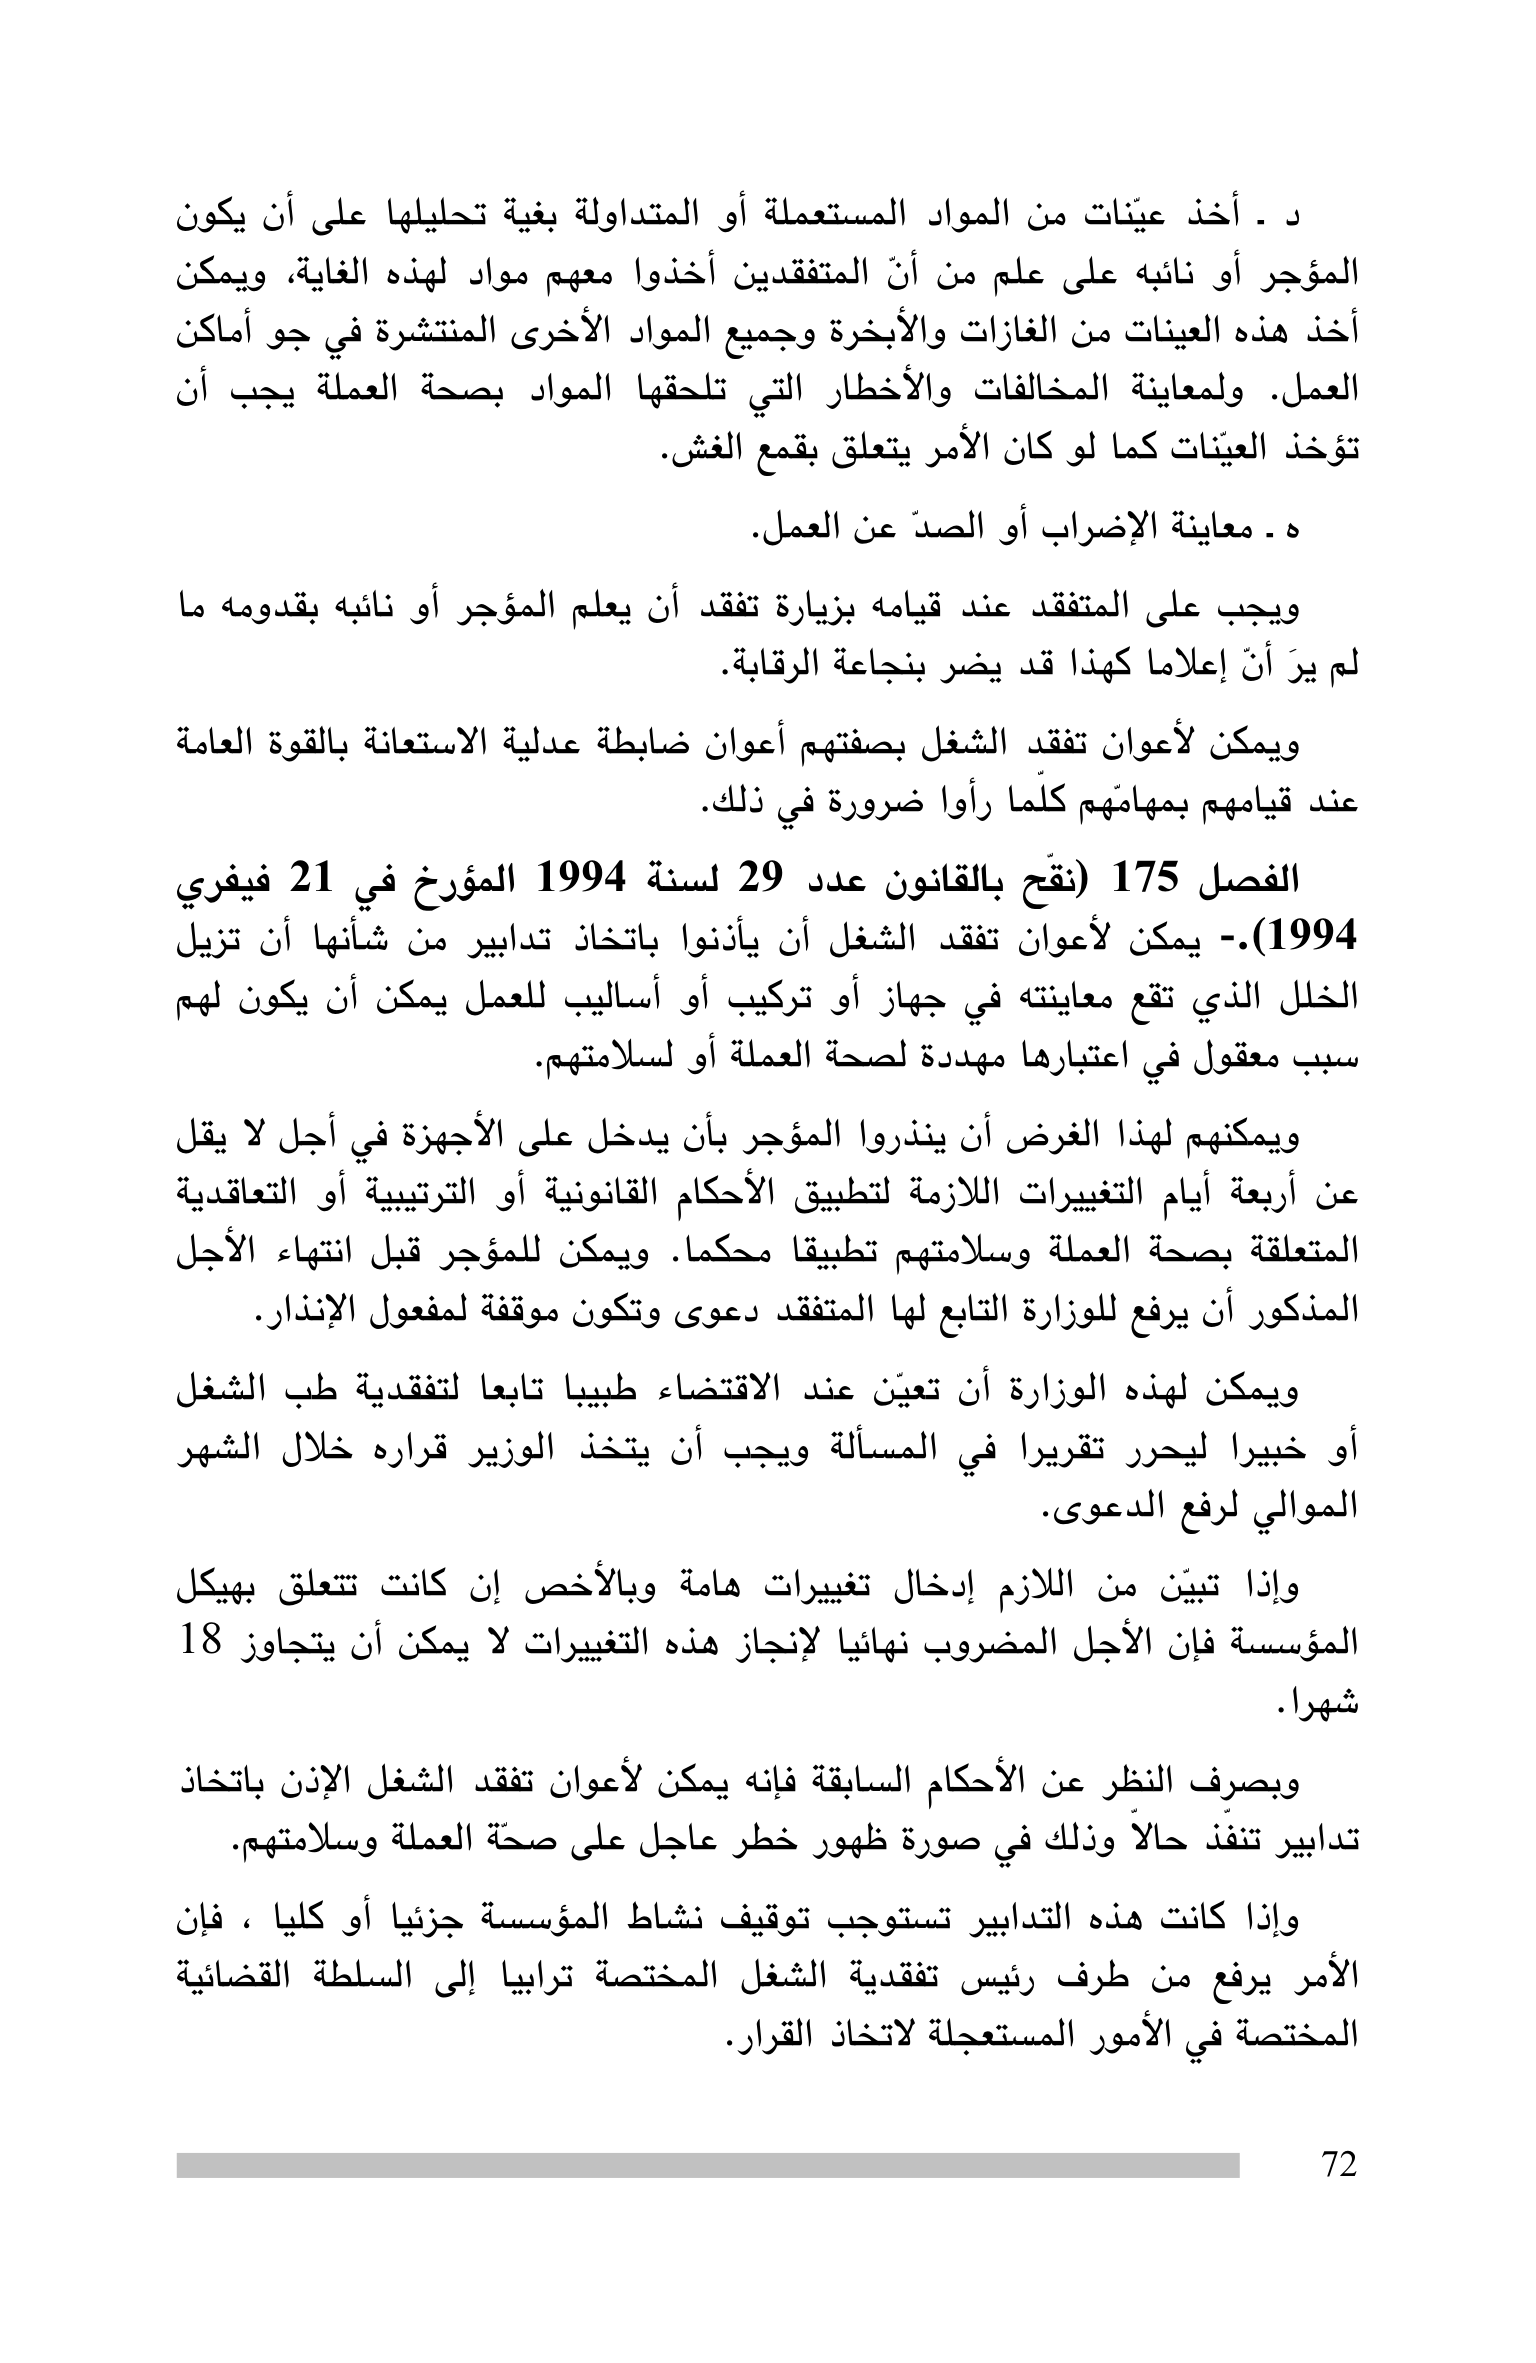 د ـ أخذ عيّنات من المواد المستعملة أو المتداولة بغية تحليلها على أن يكون
المؤجر أو نائبه على علم من أنّ المتفقدين أخذوا معهم مواد لهذه الغاية، ويمكن
أخذ هذه العينات من الغازات والأبخرة وجميع المواد الأخرى المنتشرة في جو أماكن
العمل. ولمعاينة المخالفات والأخطار التي تلحقها المواد بصحة العملة يجب أن
تؤخذ العيّنات كما لو كان الأمر يتعلق بقمع الغش.
ه ـ معاينة الإضراب أو الصدّ عن العمل.
ويجب على المتفقد عند قيامه بزيارة تفقد أن يعلم المؤجر أو نائبه بقدومه ما
لم يرَ أنّ إعلاما كهذا قد يضر بنجاعة الرقابة.
ويمكن لأعوان تفقد الشغل بصفتهم أعوان ضابطة عدلية الاستعانة بالقوة العامة
عند قيامهم بمهامّهم كلّما رأوا ضرورة في ذلك.
الفصل 175 (نقّح بالقانون عدد 29 لسنة 1994 المؤرخ في 21 فيفري
1994).- يمكن لأعوان تفقد الشغل أن يأذنوا باتخاذ تدابير من شأنها أن تزيل
الخلل الذي تقع معاينته في جهاز أو تركيب أو أساليب للعمل يمكن أن يكون لهم
سبب معقول في اعتبارها مهددة لصحة العملة أو لسلامتهم.
ويمكنهم لهذا الغرض أن ينذروا المؤجر بأن يدخل على الأجهزة في أجل لا يقل
عن أربعة أيام التغييرات اللازمة لتطبيق الأحكام القانونية أو الترتيبية أو التعاقدية
المتعلقة بصحة العملة وسلامتهم تطبيقا محكما. ويمكن للمؤجر قبل انتهاء الأجل
المذكور أن يرفع للوزارة التابع لها المتفقد دعوى وتكون موقفة لمفعول الإنذار.
ويمكن لهذه الوزارة أن تعيّن عند الاقتضاء طبيبا تابعا لتفقدية طب الشغل
أو خبيرا ليحرر تقريرا في المسألة ويجب أن يتخذ الوزير قراره خلال الشهر
الموالي لرفع الدعوى.
وإذا تبيّن من اللازم إدخال تغييرات هامة وبالأخص إن كانت تتعلق بهيكل
المؤسسة فإن الأجل المضروب نهائيا لإنجاز هذه التغييرات لا يمكن أن يتجاوز 18
شهرا.
وبصرف النظر عن الأحكام السابقة فإنه يمكن لأعوان تفقد الشغل الإذن باتخاذ
تدابير تنفّذ حالاّ وذلك في صورة ظهور خطر عاجل على صحّة العملة وسلامتهم.
وإذا كانت هذه التدابير تستوجب توقيف نشاط المؤسسة جزئيا أو كليا ، فإن
الأمر يرفع من طرف رئيس تفقدية الشغل المختصة ترابيا إلى السلطة القضائية
المختصة في الأمور المستعجلة لاتخاذ القرار.
72